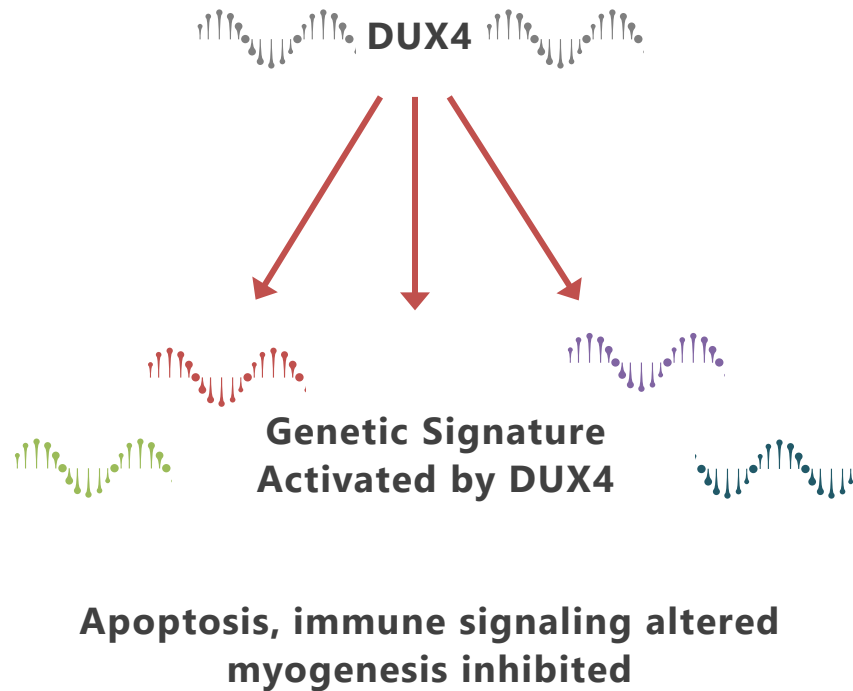 DUX4
Genetic Signature
Activated by DUX4
Apoptosis, immune signaling altered
myogenesis inhibited